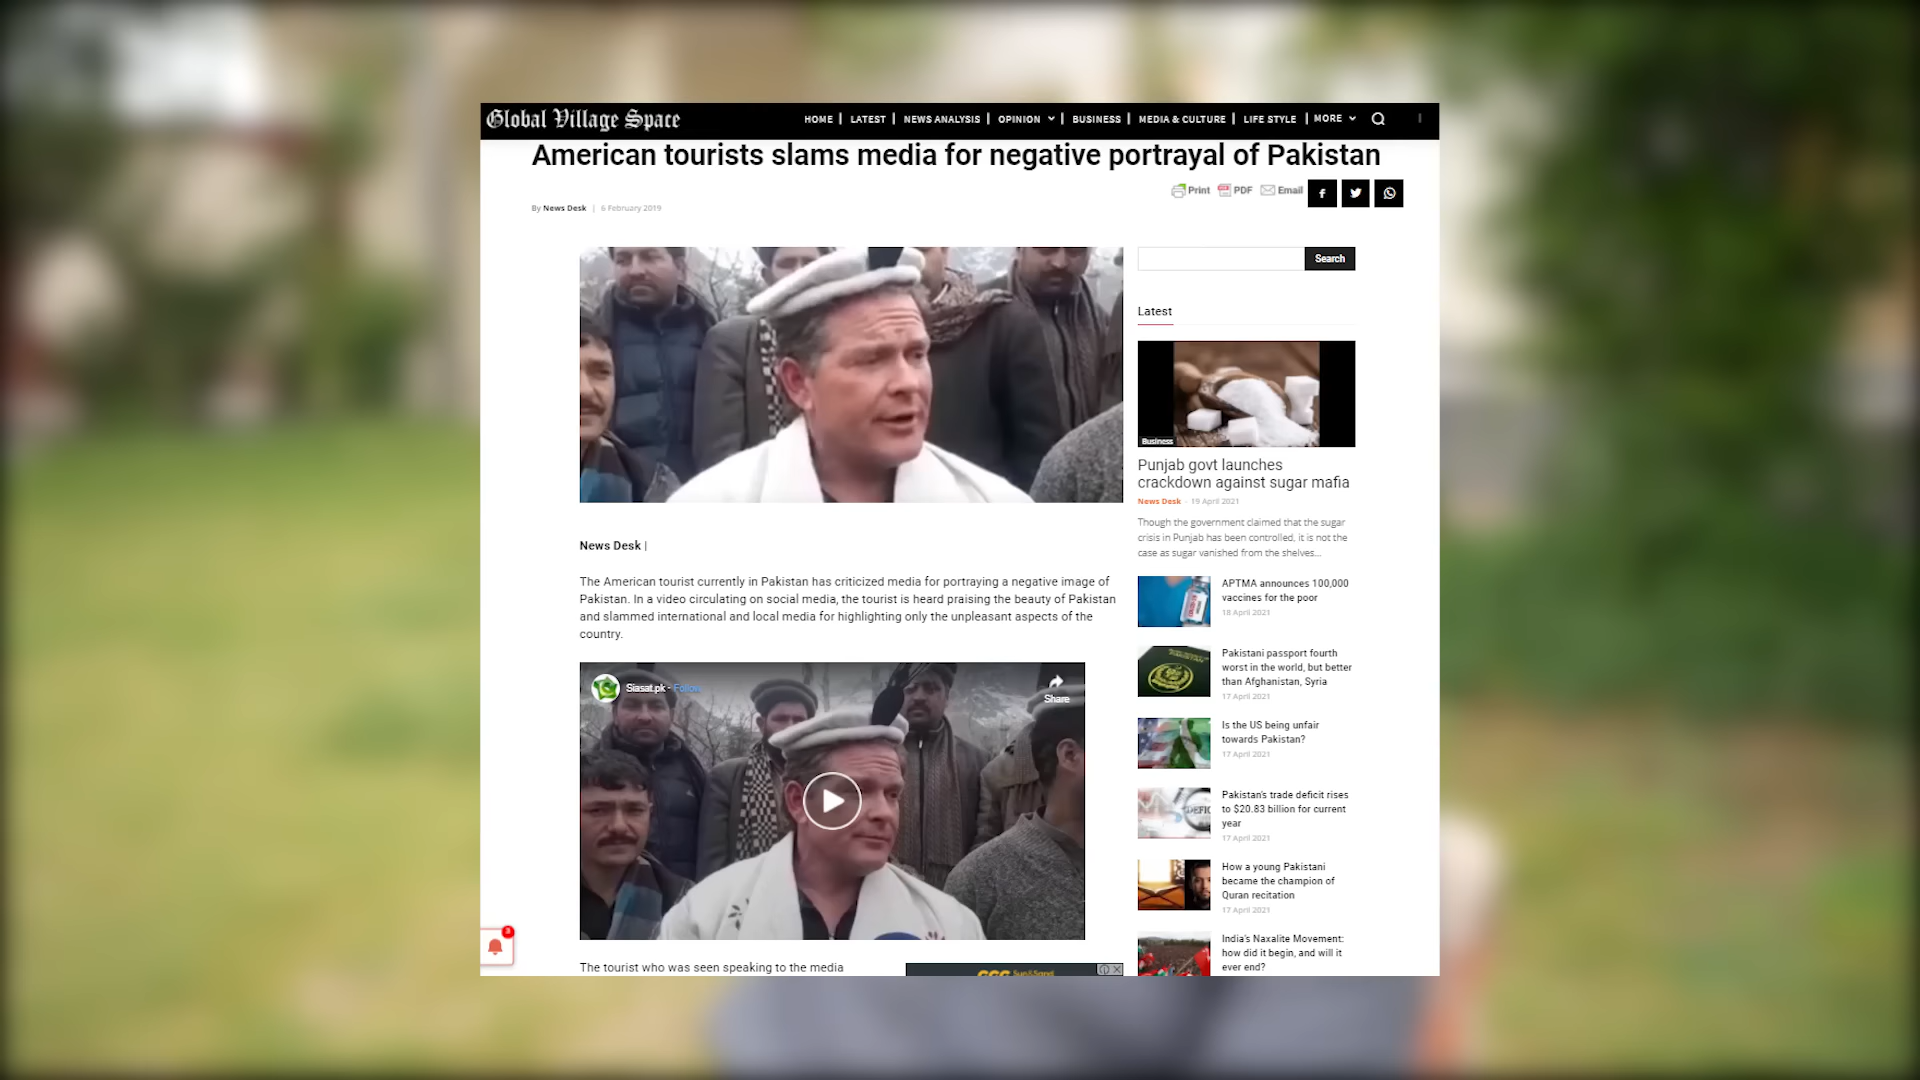 Global Village Space
HOME | LATEST | NEWS ANALYSIS | OPINION | BUSINESS | MEDIA & CULTURE | LIFE STYLE | MORE
American tourists slams media for negative portrayal of Pakistan
Print PDF Email
By News Desk | 6 February 2019
Search
Latest
Business
Punjab govt launches
crackdown against sugar mafia
News Desk - 19 April 2021
Though the government claimed that the sugar
crisis in Punjab has been controlled, it is not the
case as sugar vanished from the shelves...
News Desk |
The American tourist currently in Pakistan has criticized media for portraying a negative image of
Pakistan. In a video circulating on social media, the tourist is heard praising the beauty of Pakistan
and slammed international and local media for highlighting only the unpleasant aspects of the
country.
Siasat.pk - Follow
Share
APTMA announces 100,000
vaccines for the poor
18 April 2021
Pakistani passport fourth
worst in the world, but better
than Afghanistan, Syria
17 April 2021
Is the US being unfair
towards Pakistan?
17 April 2021
Pakistan's trade deficit rises
to $20.83 billion for current
year
17 April 2021
How a young Pakistani
became the champion of
Quran recitation
17 April 2021
India's Naxalite Movement:
how did it begin, and will it
ever end?
3
The tourist who was seen speaking to the media